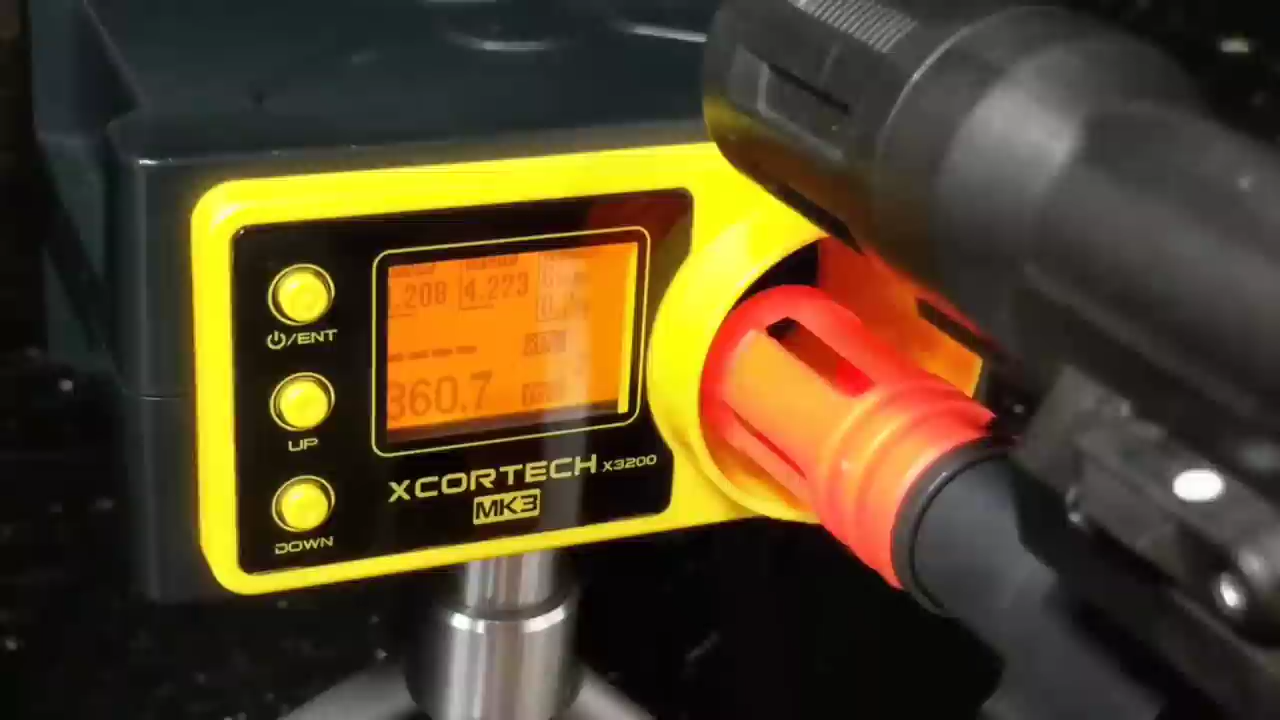 .208 4.223
360.7
⏻/ENT
UP
DOWN
XCORTECH X3200
MK3